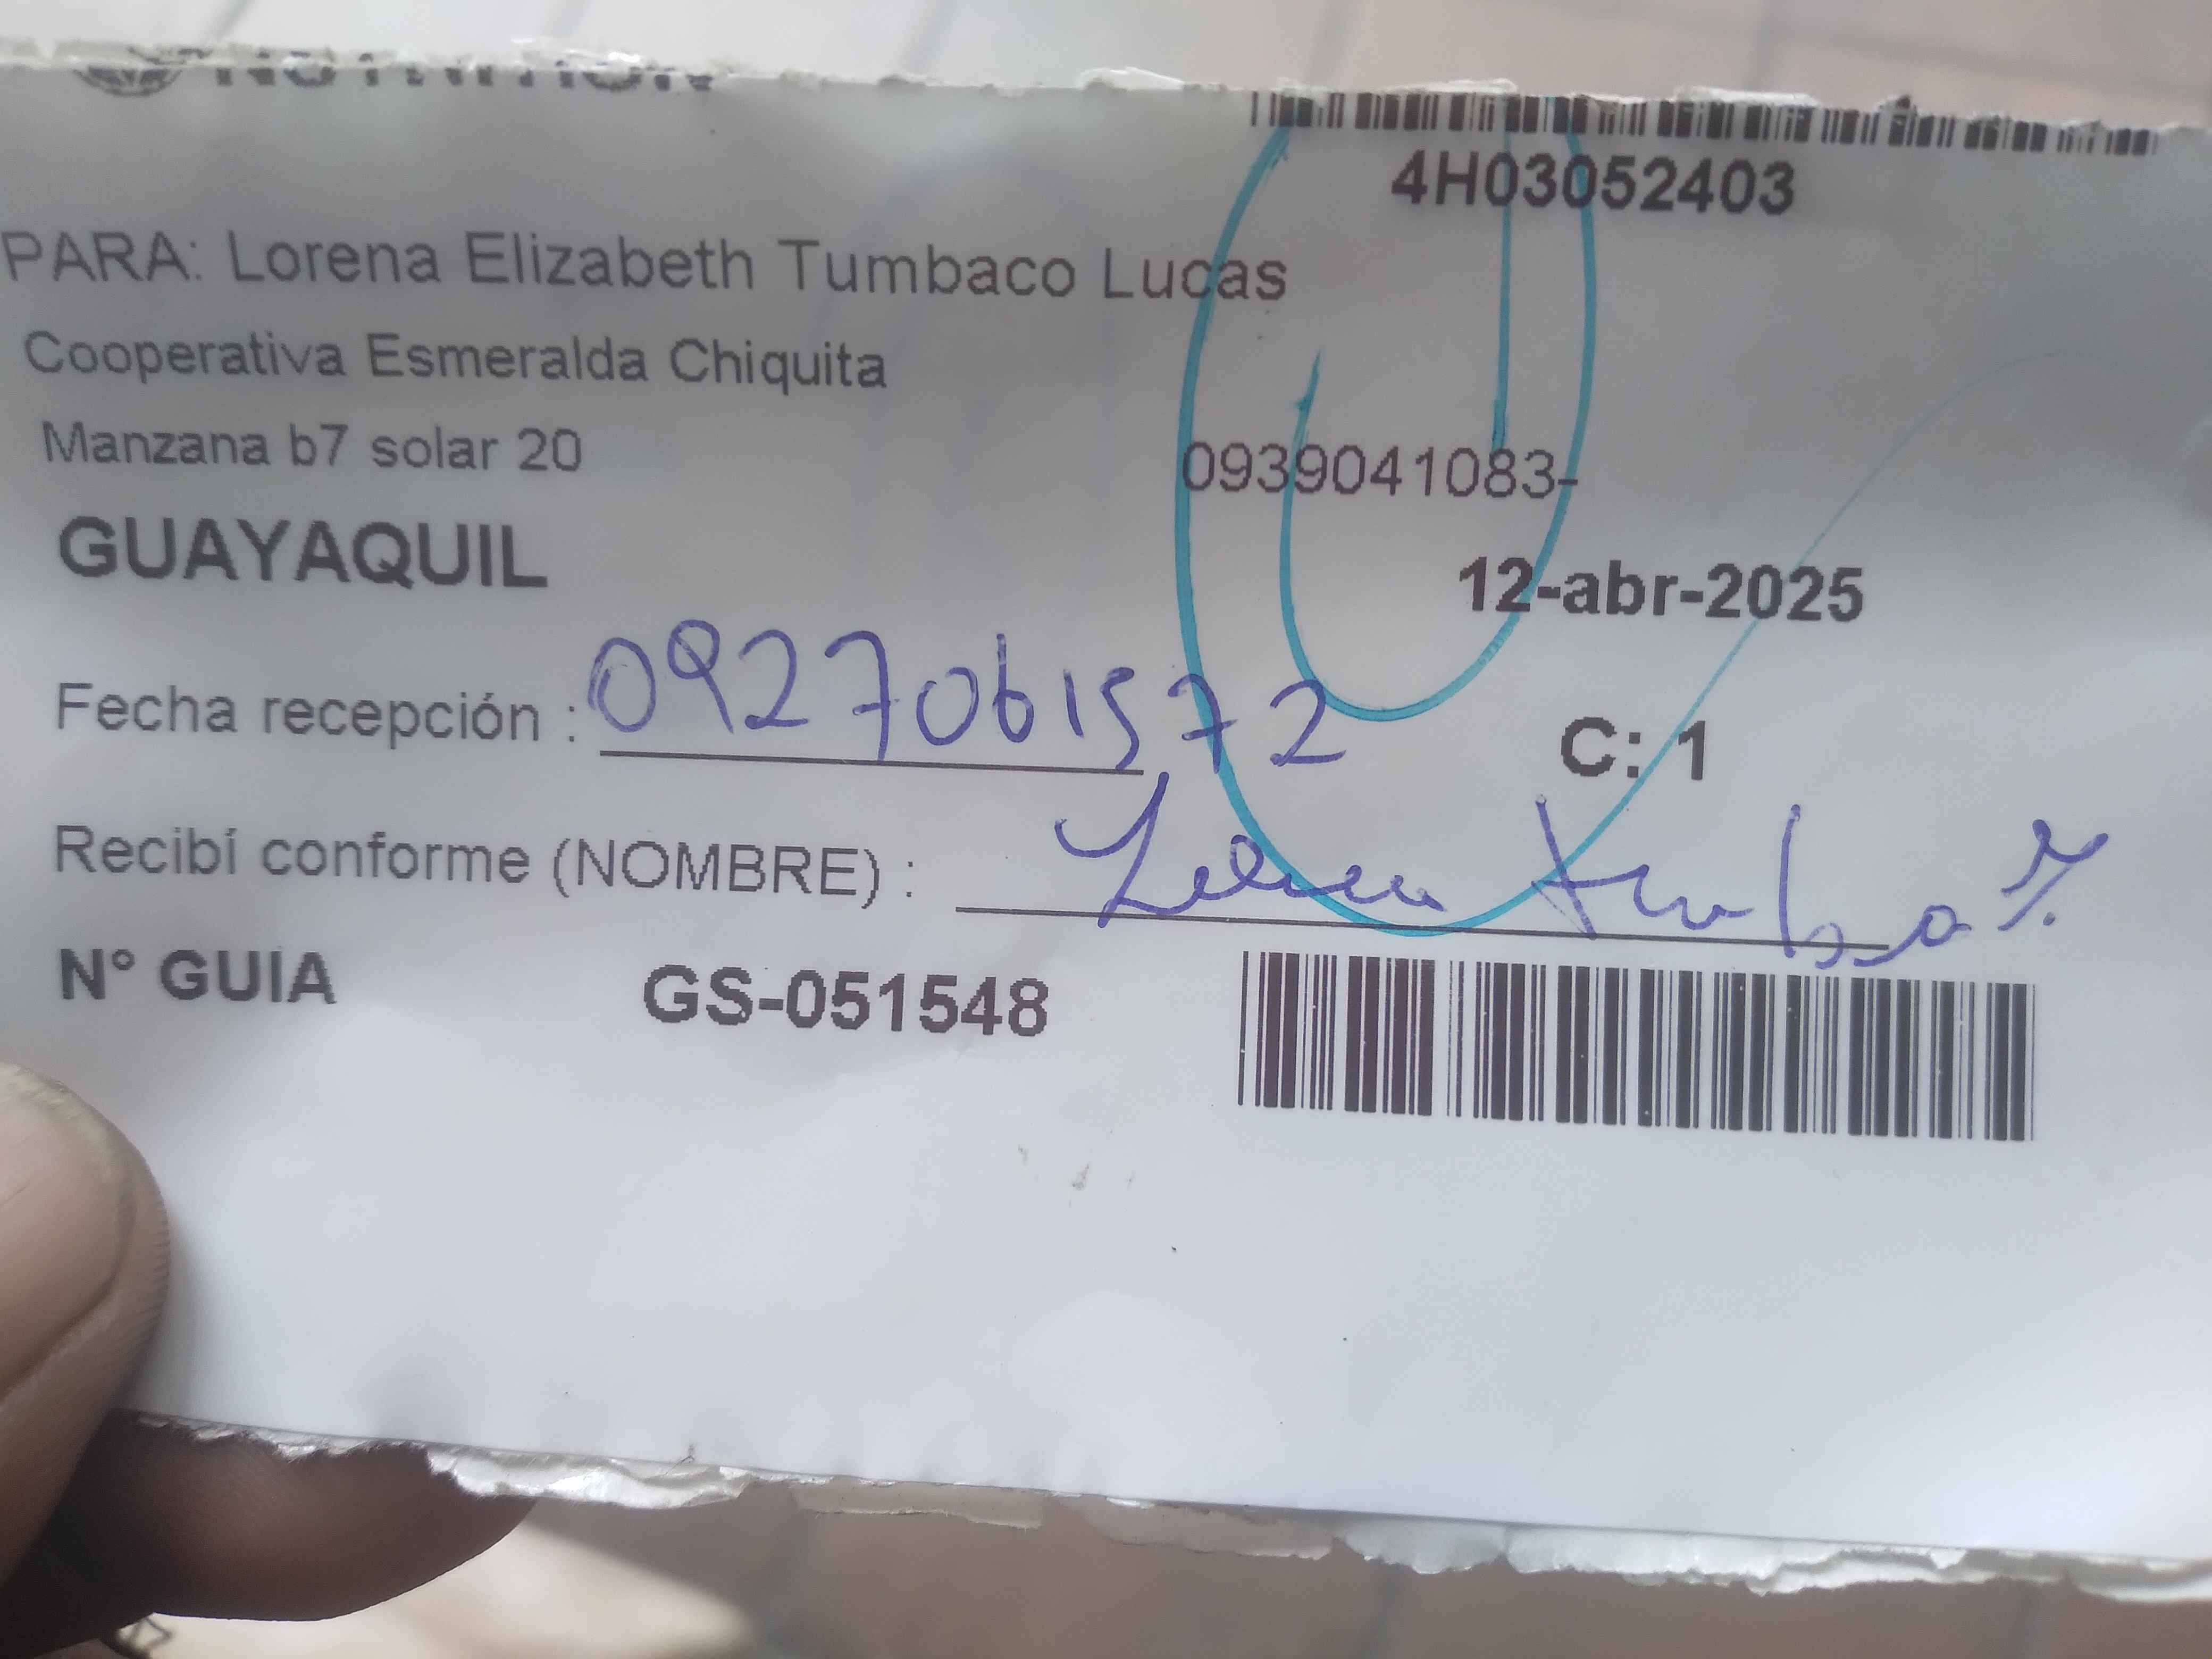 4H03052403
PARA: Lorena Elizabeth Tumbaco Lucas
Cooperativa Esmeralda Chiquita
Manzana b7 solar 20
0939041083-
GUAYAQUIL
12-abr-2025
Fecha recepción : 0927061572
C: 1
Recibí conforme (NOMBRE) :
N° GUIA GS-051548